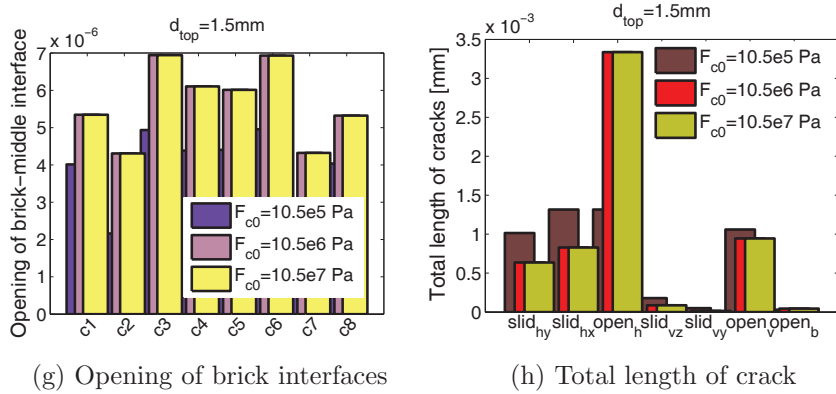 d_top=1.5mm
x 10^-6
Opening of brick-middle interface
7
6
5
4
3
2
1
0
F_c0=10.5e5 Pa
F_c0=10.5e6 Pa
F_c0=10.5e7 Pa
c1 c2 c3 c4 c5 c6 c7 c8
(g) Opening of brick interfaces
d_top=1.5mm
x 10^-3
Total length of cracks [mm]
3.5
3
2.5
2
1.5
1
0.5
0
F_c0=10.5e5 Pa
F_c0=10.5e6 Pa
F_c0=10.5e7 Pa
slid_hy slid_hx open_h slid_vz slid_vy open_v open_b
(h) Total length of crack